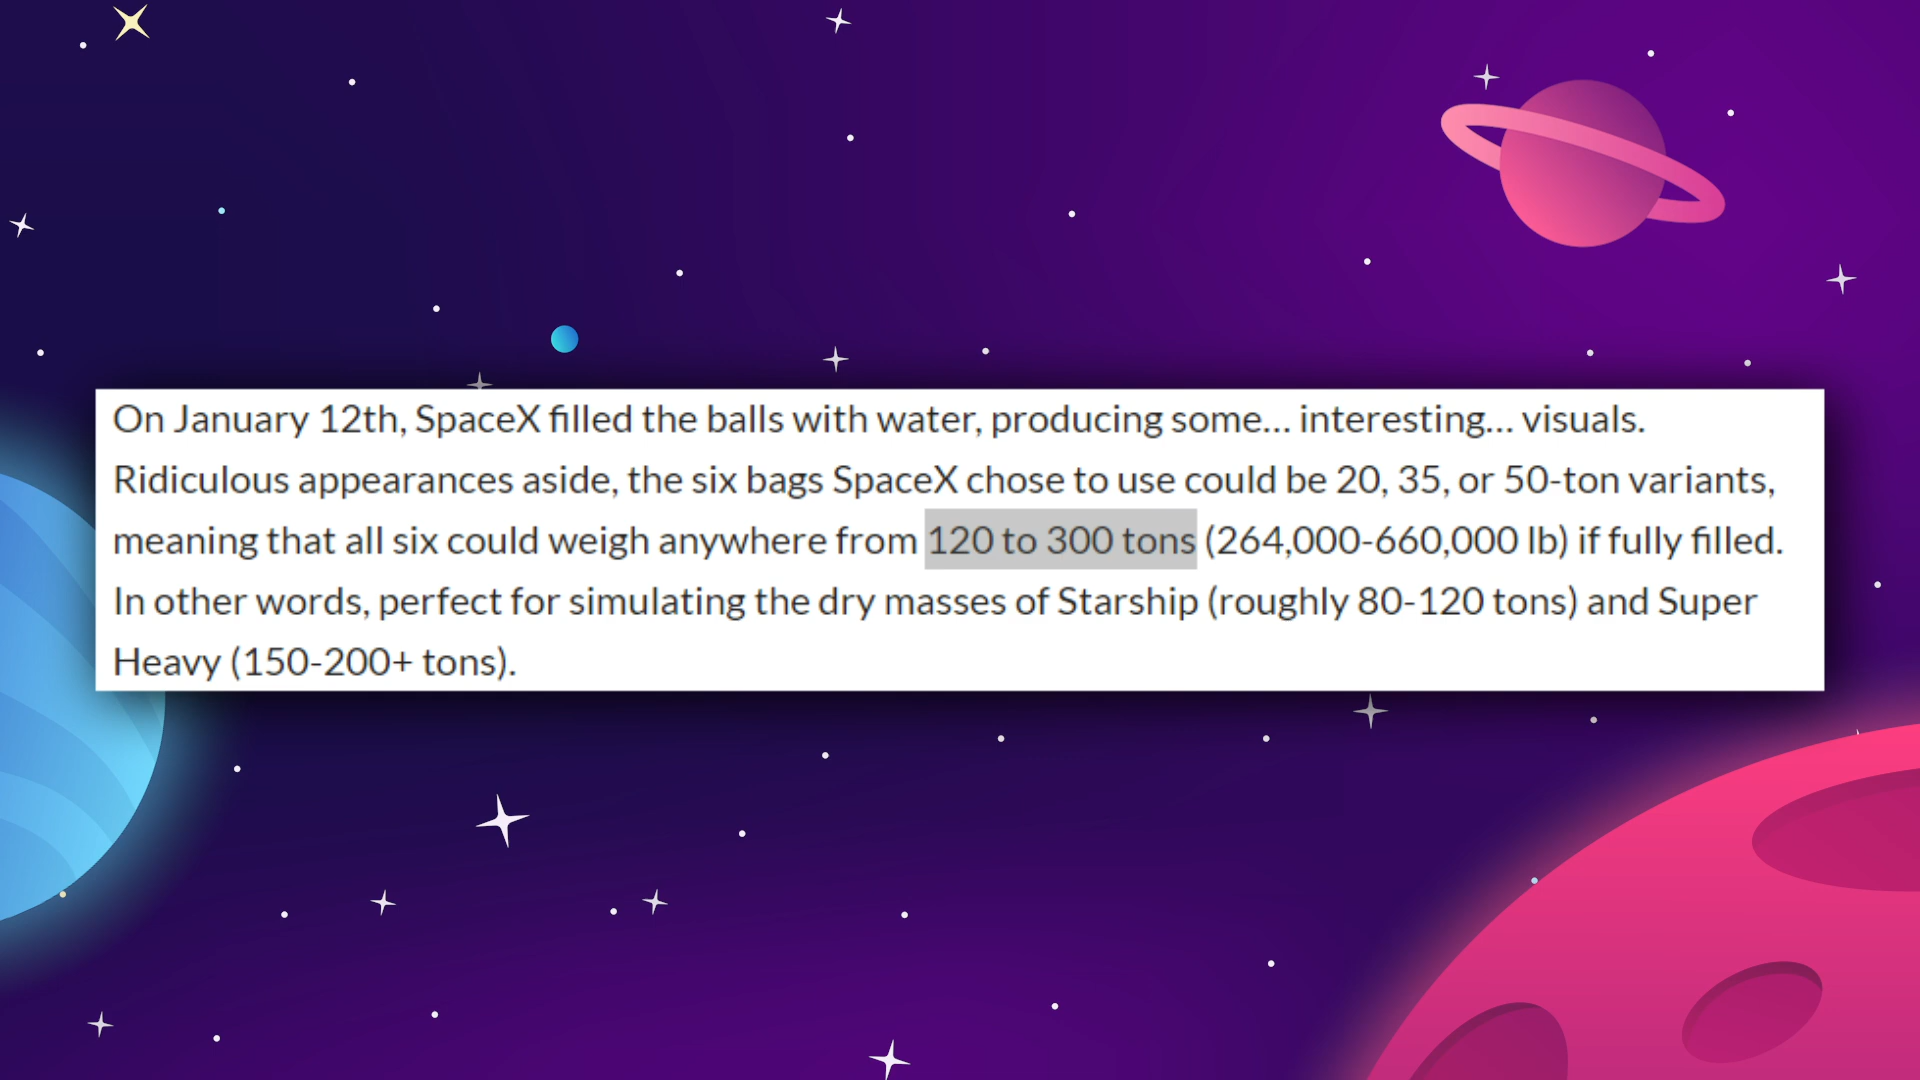 On January 12th, SpaceX filled the balls with water, producing some... interesting... visuals.
Ridiculous appearances aside, the six bags SpaceX chose to use could be 20, 35, or 50-ton variants,
meaning that all six could weigh anywhere from 120 to 300 tons (264,000-660,000 lb) if fully filled.
In other words, perfect for simulating the dry masses of Starship (roughly 80-120 tons) and Super
Heavy (150-200+ tons).